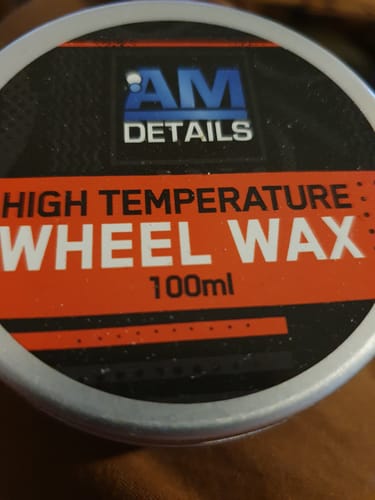 AM
DETAILS
HIGH TEMPERATURE
WHEEL WAX
100ml